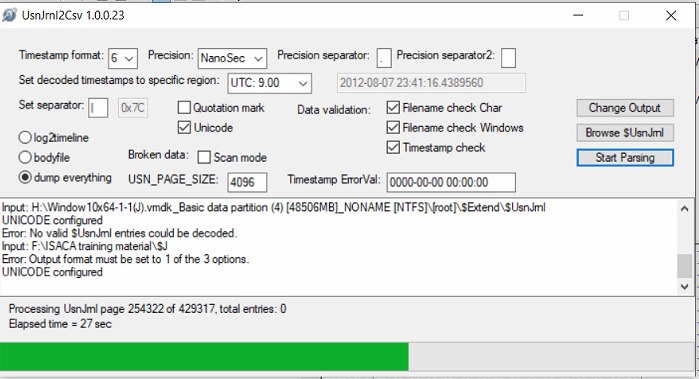 UsnJrnl2Csv 1.0.0.23
Timestamp format: 6 Precision: NanoSec Precision separator: . Precision separator2:
Set decoded timestamps to specific region: UTC: 9.00 2012-08-07 23:41:16.4389560
Set separator: | 0x7C Quotation mark Data validation: Filename check Char Change Output
Unicode Filename check Windows Browse $UsnJrnl
log2timeline
bodyfile Broken data: Scan mode Timestamp check Start Parsing
dump everything USN_PAGE_SIZE: 4096 Timestamp ErrorVal: 0000-00-00 00:00:00
Input: H:\Window10x64-1-1(J).vmdk_Basic data partition (4) [48506MB]_NONAME [NTFS]\[root]\$Extend\$UsnJrnl
UNICODE configured
Error: No valid $UsnJrnl entries could be decoded.
Input: F:\ISACA training material\$J
Error: Output format must be set to 1 of the 3 options.
UNICODE configured
Processing UsnJrnl page 254322 of 429317, total entries: 0
Elapsed time = 27 sec